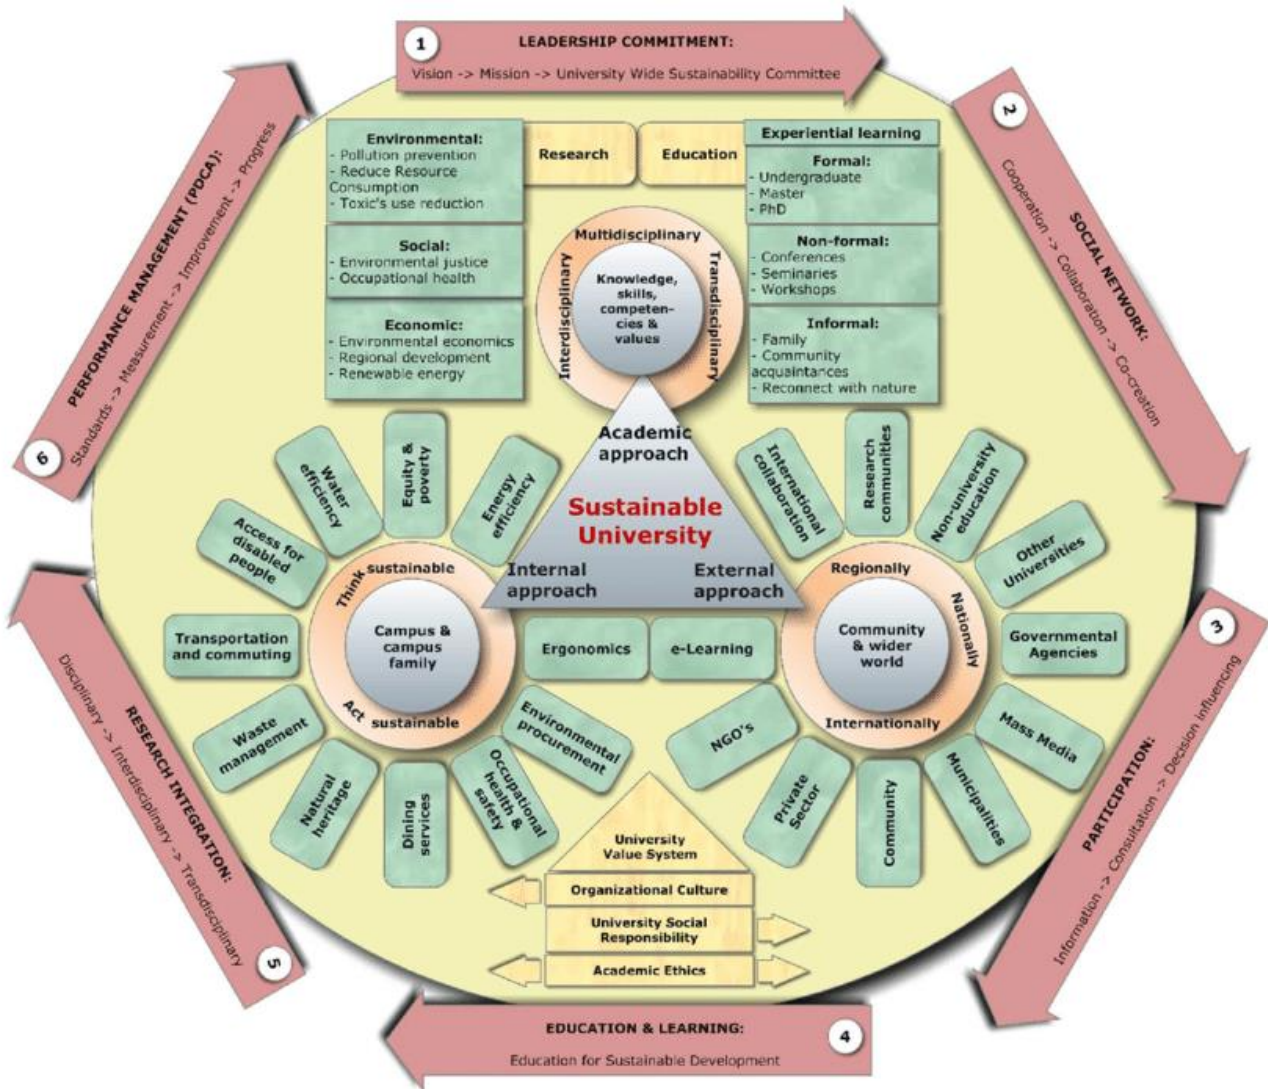 1
LEADERSHIP COMMITMENT:
Vision -> Mission -> University Wide Sustainability Committee
2
SOCIAL NETWORK:
Cooperation -> Collaboration -> Co-creation
3
PARTICIPATION:
Information -> Consultation -> Decision Influencing
4
EDUCATION & LEARNING:
Education for Sustainable Development
5
RESEARCH INTEGRATION:
Disciplinary -> Interdisciplinary -> Transdisciplinary
6
PERFORMANCE MANAGEMENT (PDCA):
Standards -> Measurement -> Improvement -> Progress
Environmental:
- Pollution prevention
- Reduce Resource
Consumption
- Toxic's use reduction
Social:
- Environmental justice
- Occupational health
Economic:
- Environmental economics
- Regional development
- Renewable energy
Research
Education
Experiential learning
Formal:
- Undergraduate
- Master
- PhD
Non-formal:
- Conferences
- Seminaries
- Workshops
Informal:
- Family
- Community
acquaintances
- Reconnect with nature
Interdisciplinary
Multidisciplinary
Transdisciplinary
Knowledge,
skills,
competen-
cies &
values
Academic
approach
Sustainable
University
Internal
approach
External
approach
Think sustainable
Act sustainable
Campus &
campus
family
Energy
efficiency
Equity &
poverty
Water
efficiency
Access for
disabled
people
Transportation
and commuting
Waste
management
Natural
heritage
Dining
services
Occupational
health &
safety
Environmental
procurement
Ergonomics
e-Learning
Regionally
Nationally
Internationally
Community
& wider
world
International
collaboration
Research
communities
Non-university
education
Other
Universities
Governmental
Agencies
Mass Media
Municipalities
Community
Private
Sector
NGO's
University
Value System
Organizational Culture
University Social
Responsibility
Academic Ethics